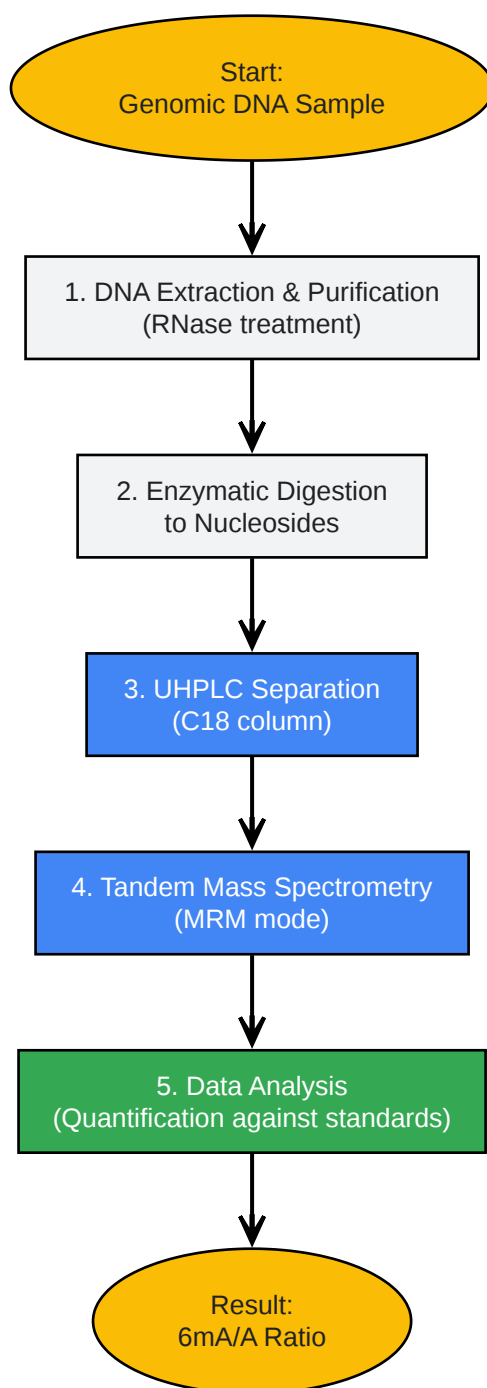 Start:
Genomic DNA Sample
1. DNA Extraction & Purification
(RNase treatment)
2. Enzymatic Digestion
to Nucleosides
3. UHPLC Separation
(C18 column)
4. Tandem Mass Spectrometry
(MRM mode)
5. Data Analysis
(Quantification against standards)
Result:
6mA/A Ratio